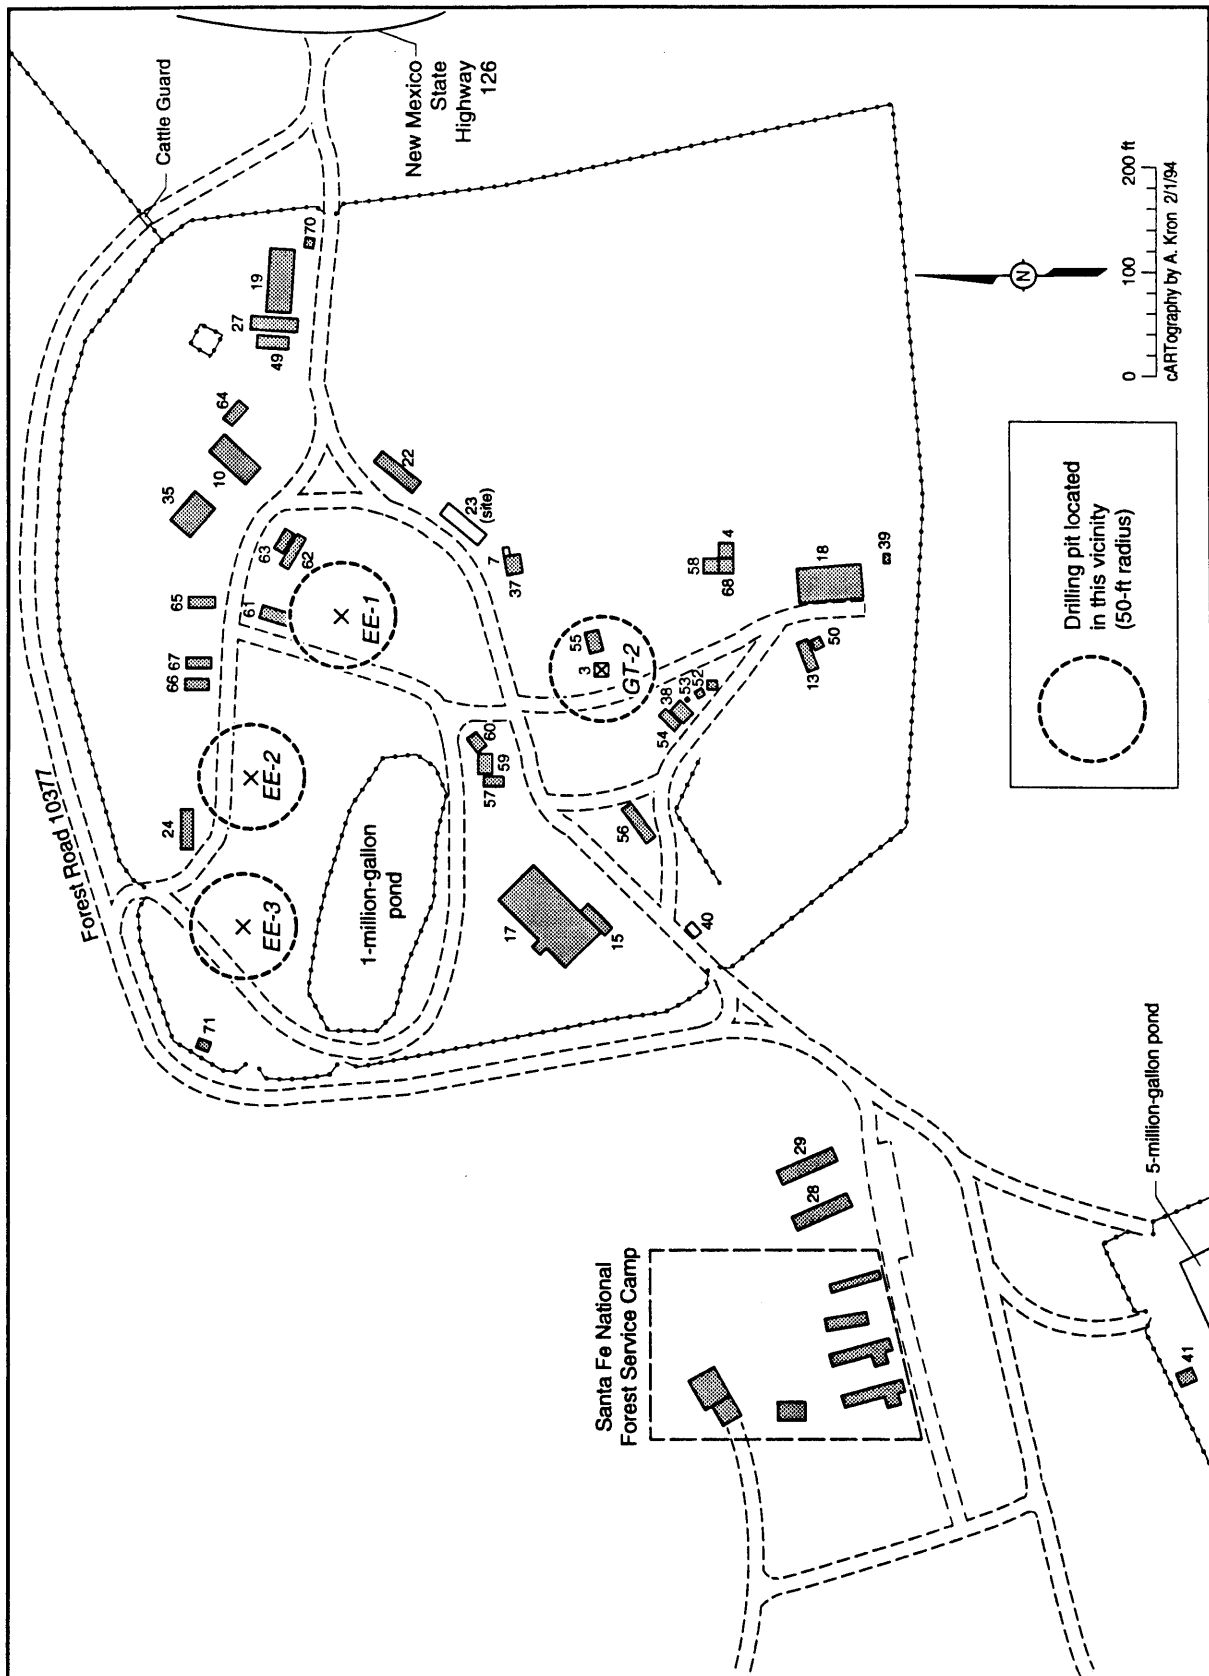 New Mexico
State
Highway
126
Cattle Guard
70
19
27
49
64
10
35
22
23
(site)
63
62
61
65
67
66
7
37
EE-1
58
4
68
39
18
55
3
GT-2
50
13
52
53
38
54
60
59
57
56
EE-2
24
EE-3
Forest Road 10377
1-million-gallon
pond
17
15
40
71
29
28
Santa Fe National
Forest Service Camp
5-million-gallon pond
41
Drilling pit located
in this vicinity
(50-ft radius)
N
0 100 200 ft
cARTography by A. Kron 2/1/94